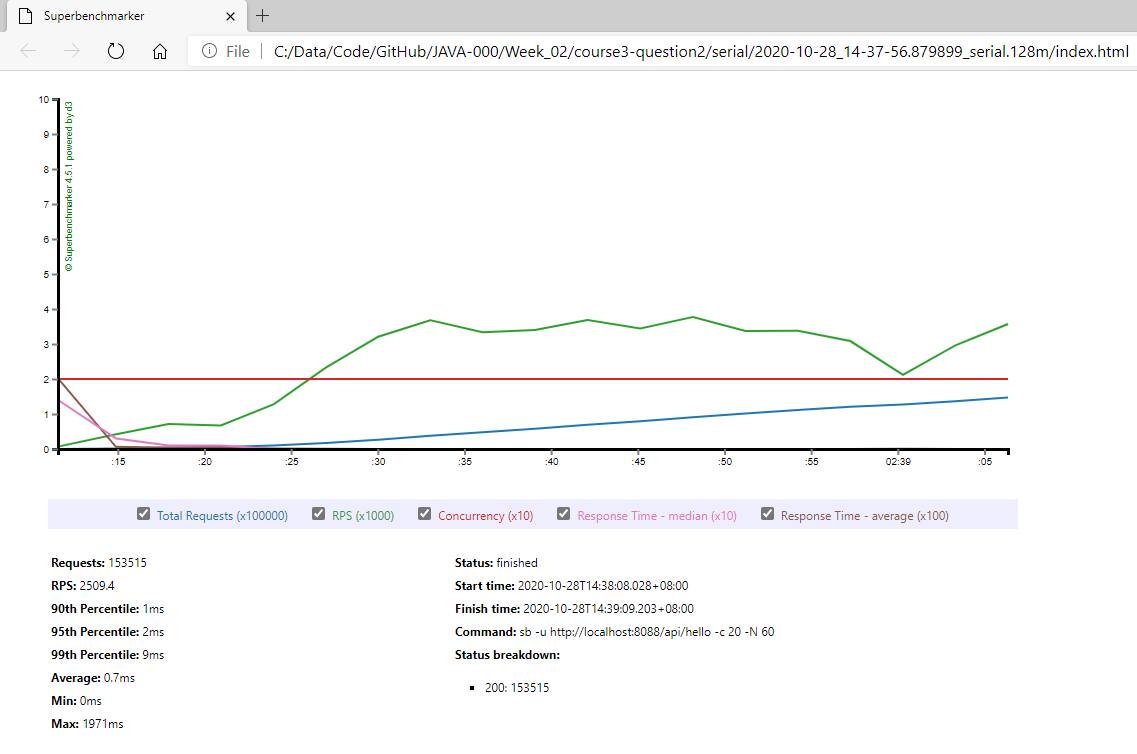 Superbenchmarker
File
C:/Data/Code/GitHub/JAVA-000/Week_02/course3-question2/serial/2020-10-28_14-37-56.879899_serial.128m/index.html
10
9
8
7
6
5
4
3
2
1
0
© Superbenchmarker 4.5.1 powered by d3
:15 :20 :25 :30 :35 :40 :45 :50 :55 02:39 :05
Total Requests (x100000) RPS (x1000) Concurrency (x10) Response Time - median (x10) Response Time - average (x100)
Requests: 153515
RPS: 2509.4
90th Percentile: 1ms
95th Percentile: 2ms
99th Percentile: 9ms
Average: 0.7ms
Min: 0ms
Max: 1971ms
Status: finished
Start time: 2020-10-28T14:38:08.028+08:00
Finish time: 2020-10-28T14:39:09.203+08:00
Command: sb -u http://localhost:8088/api/hello -c 20 -N 60
Status breakdown:
200: 153515